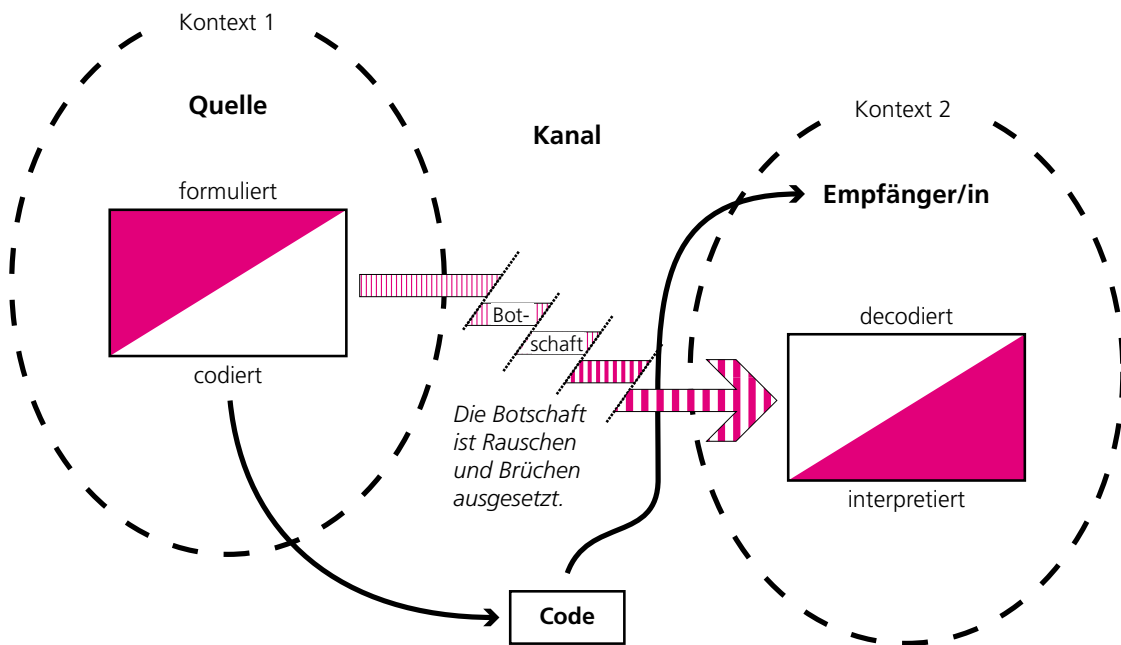 Kontext 1
Quelle
formuliert
codiert
Kanal
Bot-
schaft
Die Botschaft
ist Rauschen
und Brüchen
ausgesetzt.
Code
Kontext 2
Empfänger/in
decodiert
interpretiert